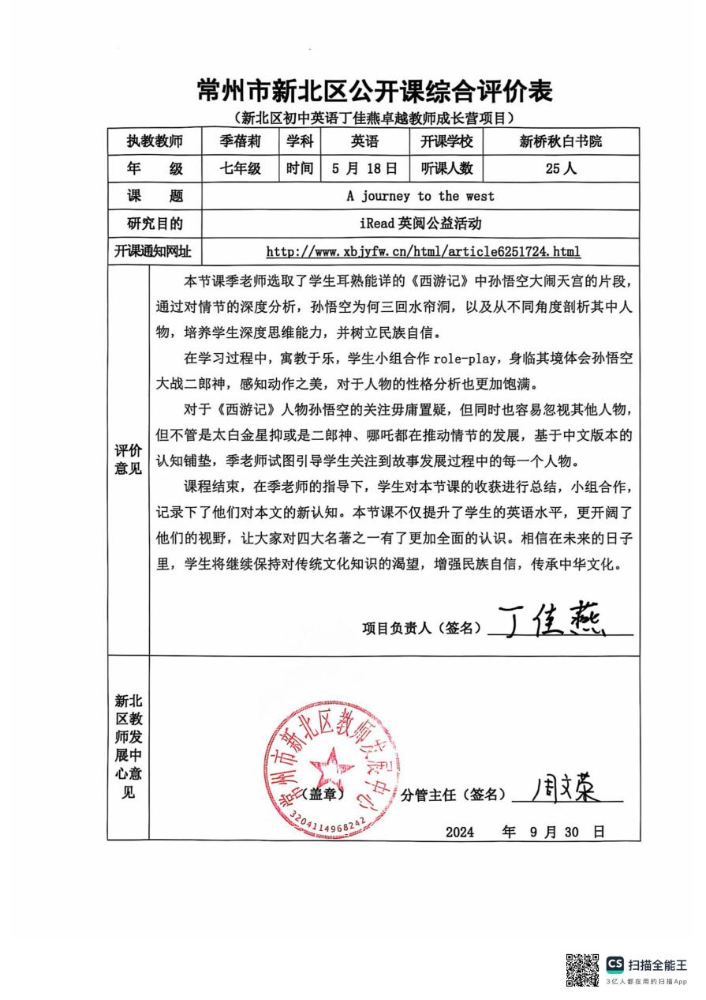 常州市新北区公开课综合评价表
（新北区初中英语丁佳燕卓越教师成长营项目）
执教教师 季蓓莉 学科 英语 开课学校 新桥秋白书院
年 级 七年级 时间 5 月 18 日 听课人数 25 人
课 题 A journey to the west
研究目的 iRead 英阅公益活动
开课通知网址 http://www.xbjyfw.cn/html/article6251724.html
评价
意见
本节课季老师选取了学生耳熟能详的《西游记》中孙悟空大闹天宫的片段，
通过对情节的深度分析，孙悟空为何三回水帘洞，以及从不同角度剖析其中人
物，培养学生深度思维能力，并树立民族自信。
在学习过程中，寓教于乐，学生小组合作 role-play，身临其境体会孙悟空
大战二郎神，感知动作之美，对于人物的性格分析也更加饱满。
对于《西游记》人物孙悟空的关注毋庸置疑，但同时也容易忽视其他人物，
但不管是太白金星抑或是二郎神、哪吒都在推动情节的发展，基于中文版本的
认知铺垫，季老师试图引导学生关注到故事发展过程中的每一个人物。
课程结束，在季老师的指导下，学生对本节课的收获进行总结，小组合作，
记录下了他们对本文的新认知。本节课不仅提升了学生的英语水平，更开阔了
他们的视野，让大家对四大名著之一有了更加全面的认识。相信在未来的日子
里，学生将继续保持对传统文化知识的渴望，增强民族自信，传承中华文化。
项目负责人（签名） 丁佳燕
新北
区教
师发
展中
心意
见
常州市新北区教师发展中心
3204114968242
（盖章） 分管主任（签名） 周文荣
2024 年 9 月 30 日
CS 扫描全能王
3亿人都在用的扫描App